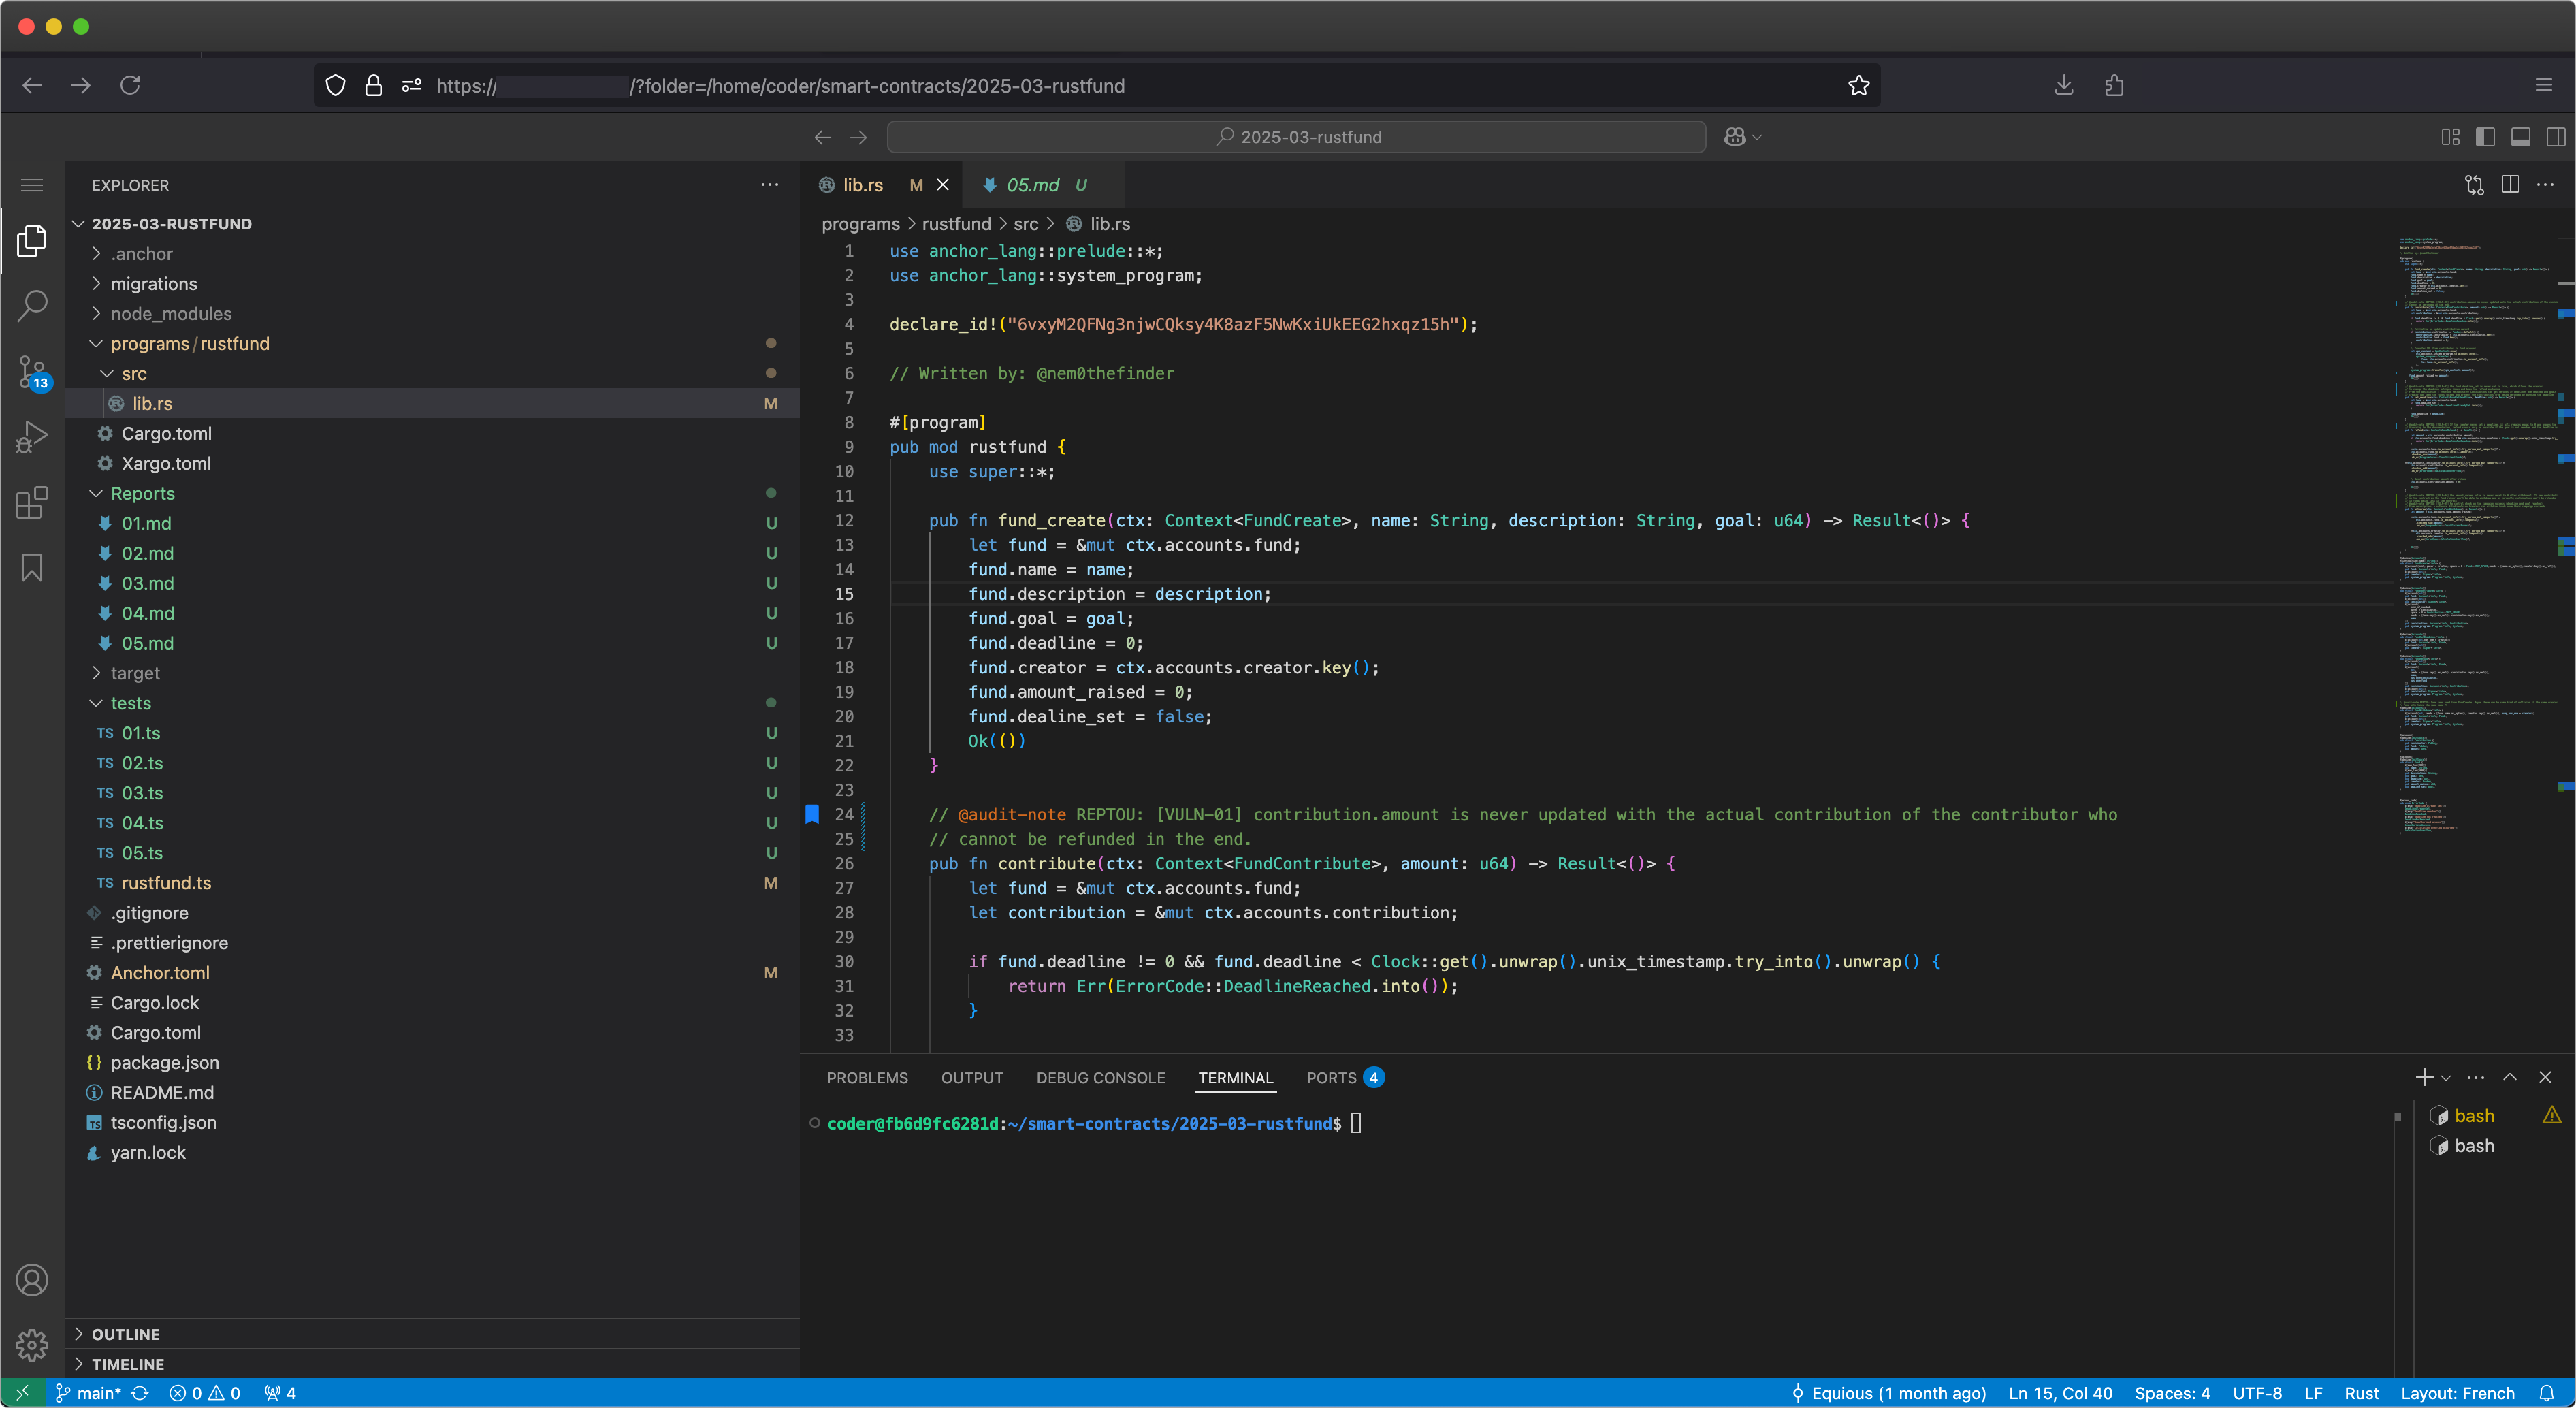 https:// /?folder=/home/coder/smart-contracts/2025-03-rustfund
2025-03-rustfund
EXPLORER
2025-03-RUSTFUND
.anchor
migrations
node_modules
programs/rustfund
src
lib.rs M
Cargo.toml
Xargo.toml
Reports
01.md U
02.md U
03.md U
04.md U
05.md U
target
tests
TS 01.ts U
TS 02.ts U
TS 03.ts U
TS 04.ts U
TS 05.ts U
TS rustfund.ts M
.gitignore
.prettierignore
Anchor.toml M
Cargo.lock
Cargo.toml
package.json
README.md
tsconfig.json
yarn.lock
OUTLINE
TIMELINE
13
lib.rs M
05.md U
programs > rustfund > src > lib.rs
1 use anchor_lang::prelude::*;
2 use anchor_lang::system_program;
3
4 declare_id!("6vxyM2QFNg3njwCQksy4K8azF5NwKxiUkEEG2hxqz15h");
5
6 // Written by: @nem0thefinder
7
8 #[program]
9 pub mod rustfund {
10 use super::*;
11
12 pub fn fund_create(ctx: Context<FundCreate>, name: String, description: String, goal: u64) -> Result<()> {
13 let fund = &mut ctx.accounts.fund;
14 fund.name = name;
15 fund.description = description;
16 fund.goal = goal;
17 fund.deadline = 0;
18 fund.creator = ctx.accounts.creator.key();
19 fund.amount_raised = 0;
20 fund.dealine_set = false;
21 Ok(())
22 }
23
24 // @audit-note REPTOU: [VULN-01] contribution.amount is never updated with the actual contribution of the contributor who
25 // cannot be refunded in the end.
26 pub fn contribute(ctx: Context<FundContribute>, amount: u64) -> Result<()> {
27 let fund = &mut ctx.accounts.fund;
28 let contribution = &mut ctx.accounts.contribution;
29
30 if fund.deadline != 0 && fund.deadline < Clock::get().unwrap().unix_timestamp.try_into().unwrap() {
31 return Err(ErrorCode::DeadlineReached.into());
32 }
33
PROBLEMS OUTPUT DEBUG CONSOLE TERMINAL PORTS 4
coder@fb6d9fc6281d:~/smart-contracts/2025-03-rustfund$
bash
bash
main* 0 0 4 Equious (1 month ago) Ln 15, Col 40 Spaces: 4 UTF-8 LF Rust Layout: French